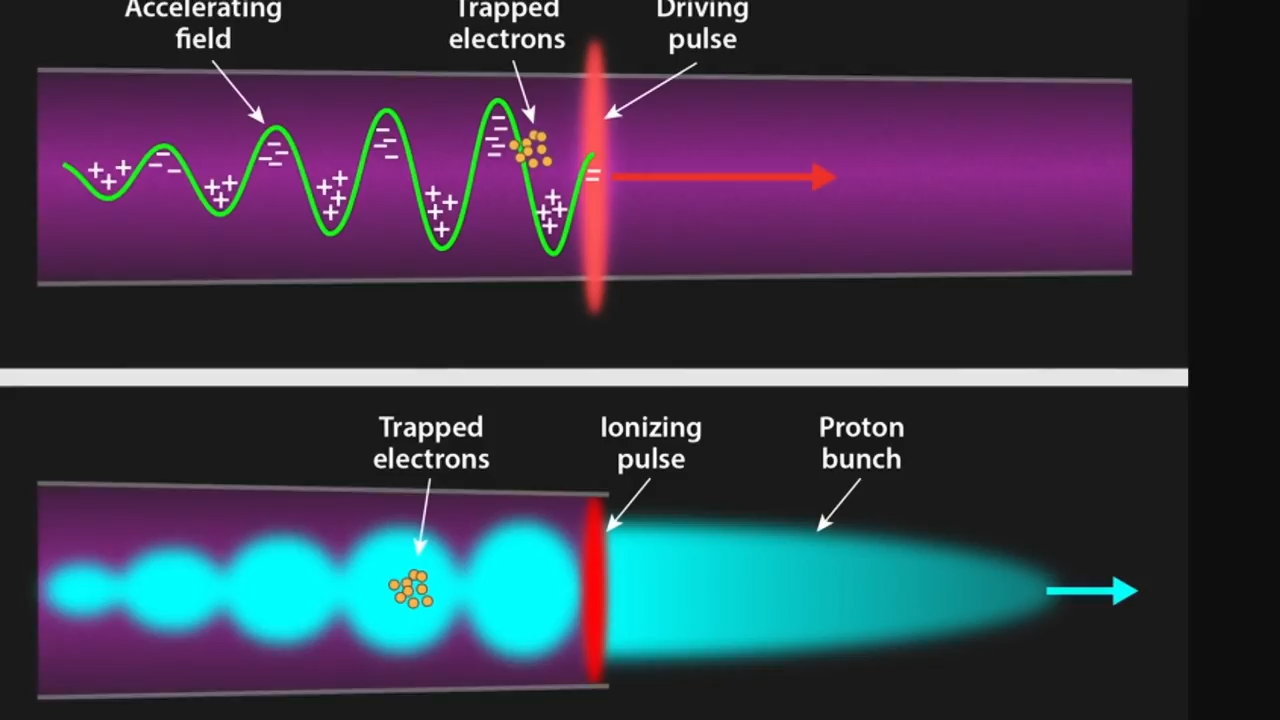 Accelerating
field
Trapped
electrons
Driving
pulse
Trapped
electrons
Ionizing
pulse
Proton
bunch